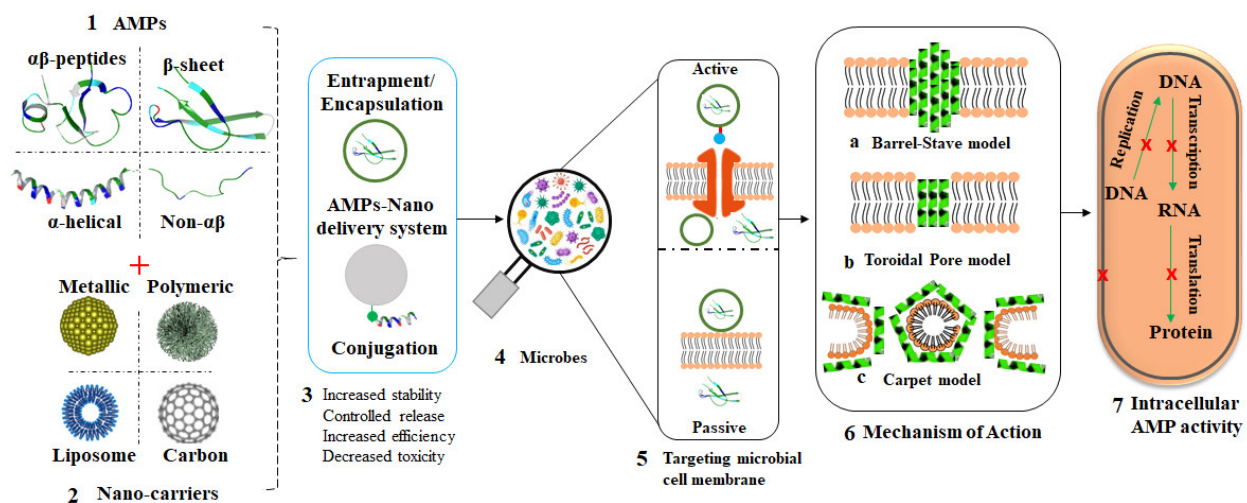 1 AMPs
αβ-peptides
β-sheet
α-helical
Non-αβ
+
Metallic
Polymeric
Liposome
Carbon
2 Nano-carriers
Entrapment/
Encapsulation
AMPs-Nano
delivery system
Conjugation
3 Increased stability
Controlled release
Increased efficiency
Decreased toxicity
4 Microbes
Active
Passive
5 Targeting microbial
cell membrane
a Barrel-Stave model
b Toroidal Pore model
c Carpet model
6 Mechanism of Action
DNA
Replication
X
Transcription
X
DNA
RNA
X
Translation
X
Protein
7 Intracellular
AMP activity